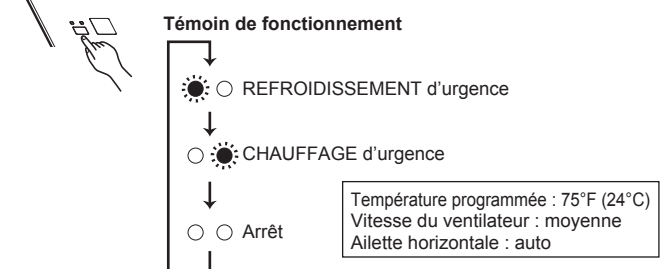 Témoin de fonctionnement
REFROIDISSEMENT d'urgence
CHAUFFAGE d'urgence
Arrêt
Température programmée : 75°F (24°C)
Vitesse du ventilateur : moyenne
Ailette horizontale : auto